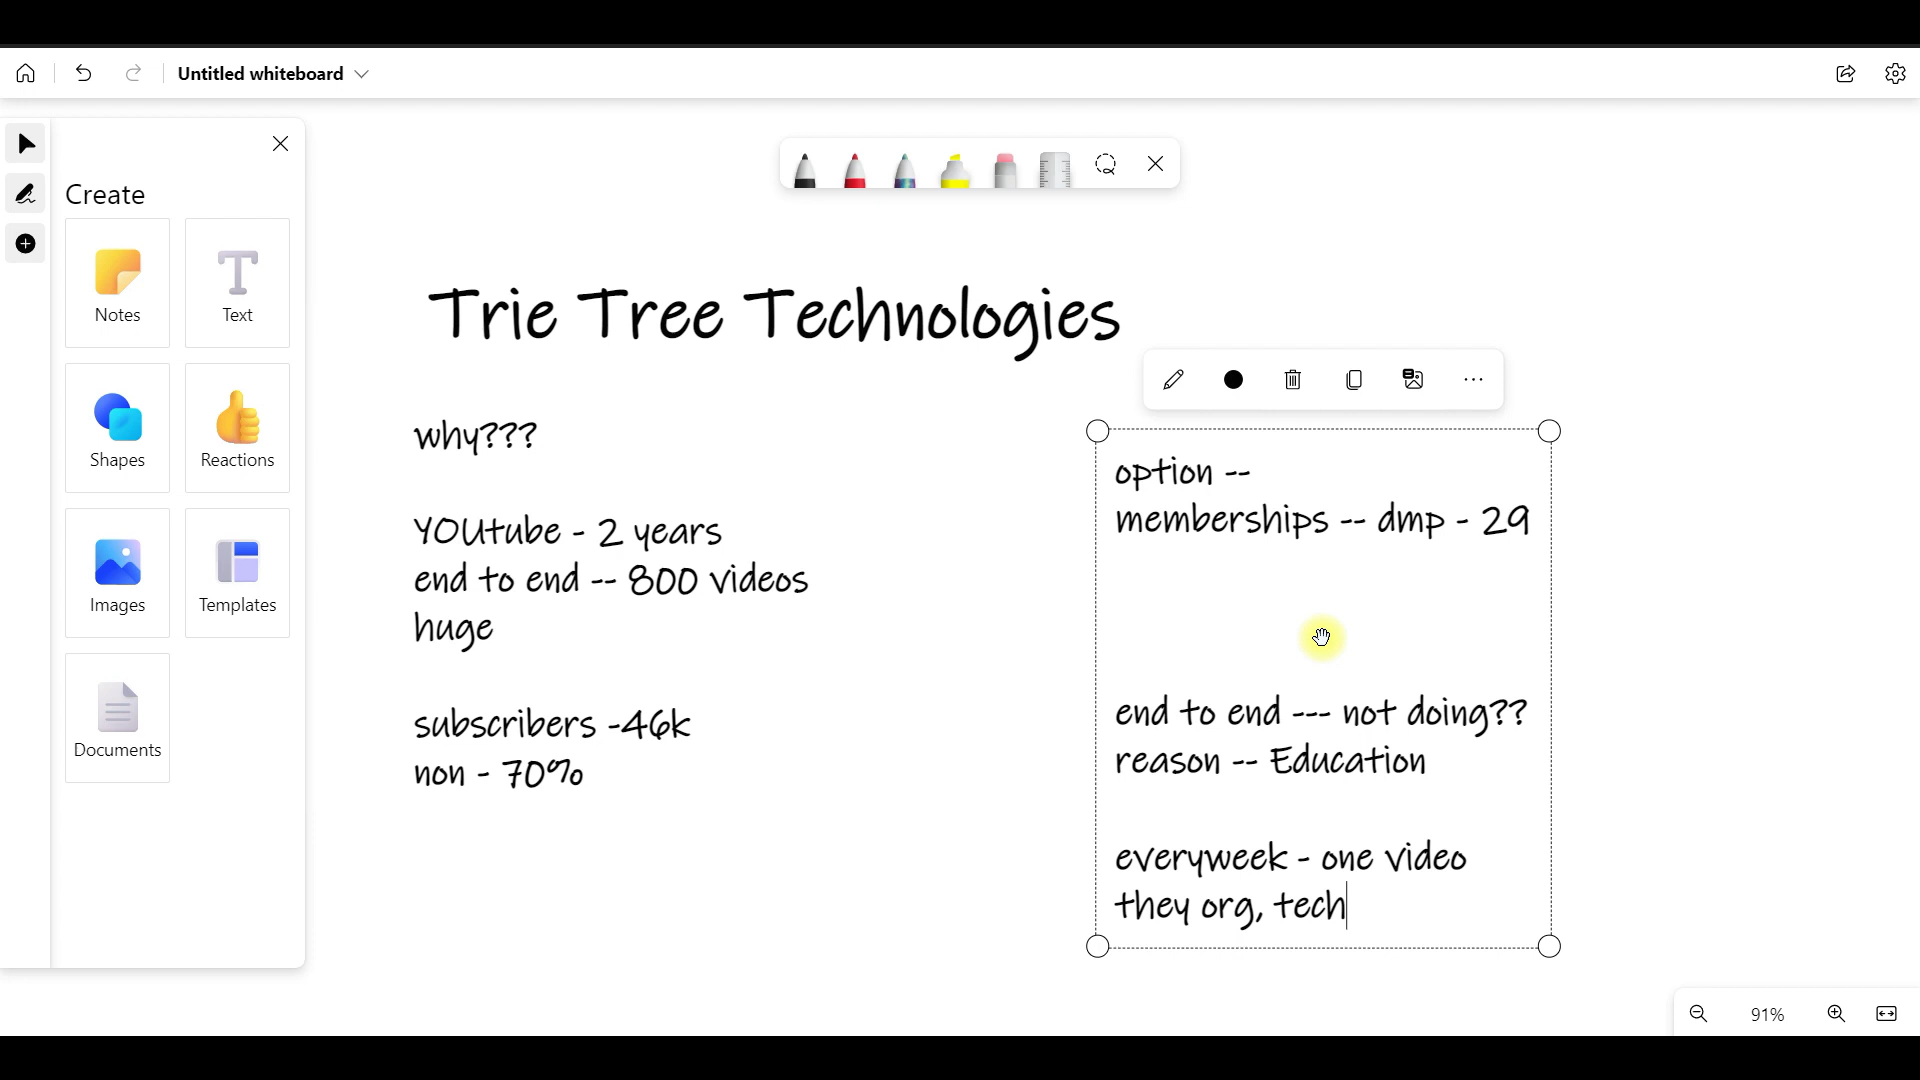 Untitled whiteboard
Create
Notes
Text
Shapes
Reactions
Images
Templates
Documents
Trie Tree Technologies
why???
YOUtube - 2 years
end to end -- 800 videos
huge
subscribers -46k
non - 70%
option --
memberships -- dmp - 29
end to end --- not doing??
reason -- Education
everyweek - one video
they org, tech
91%